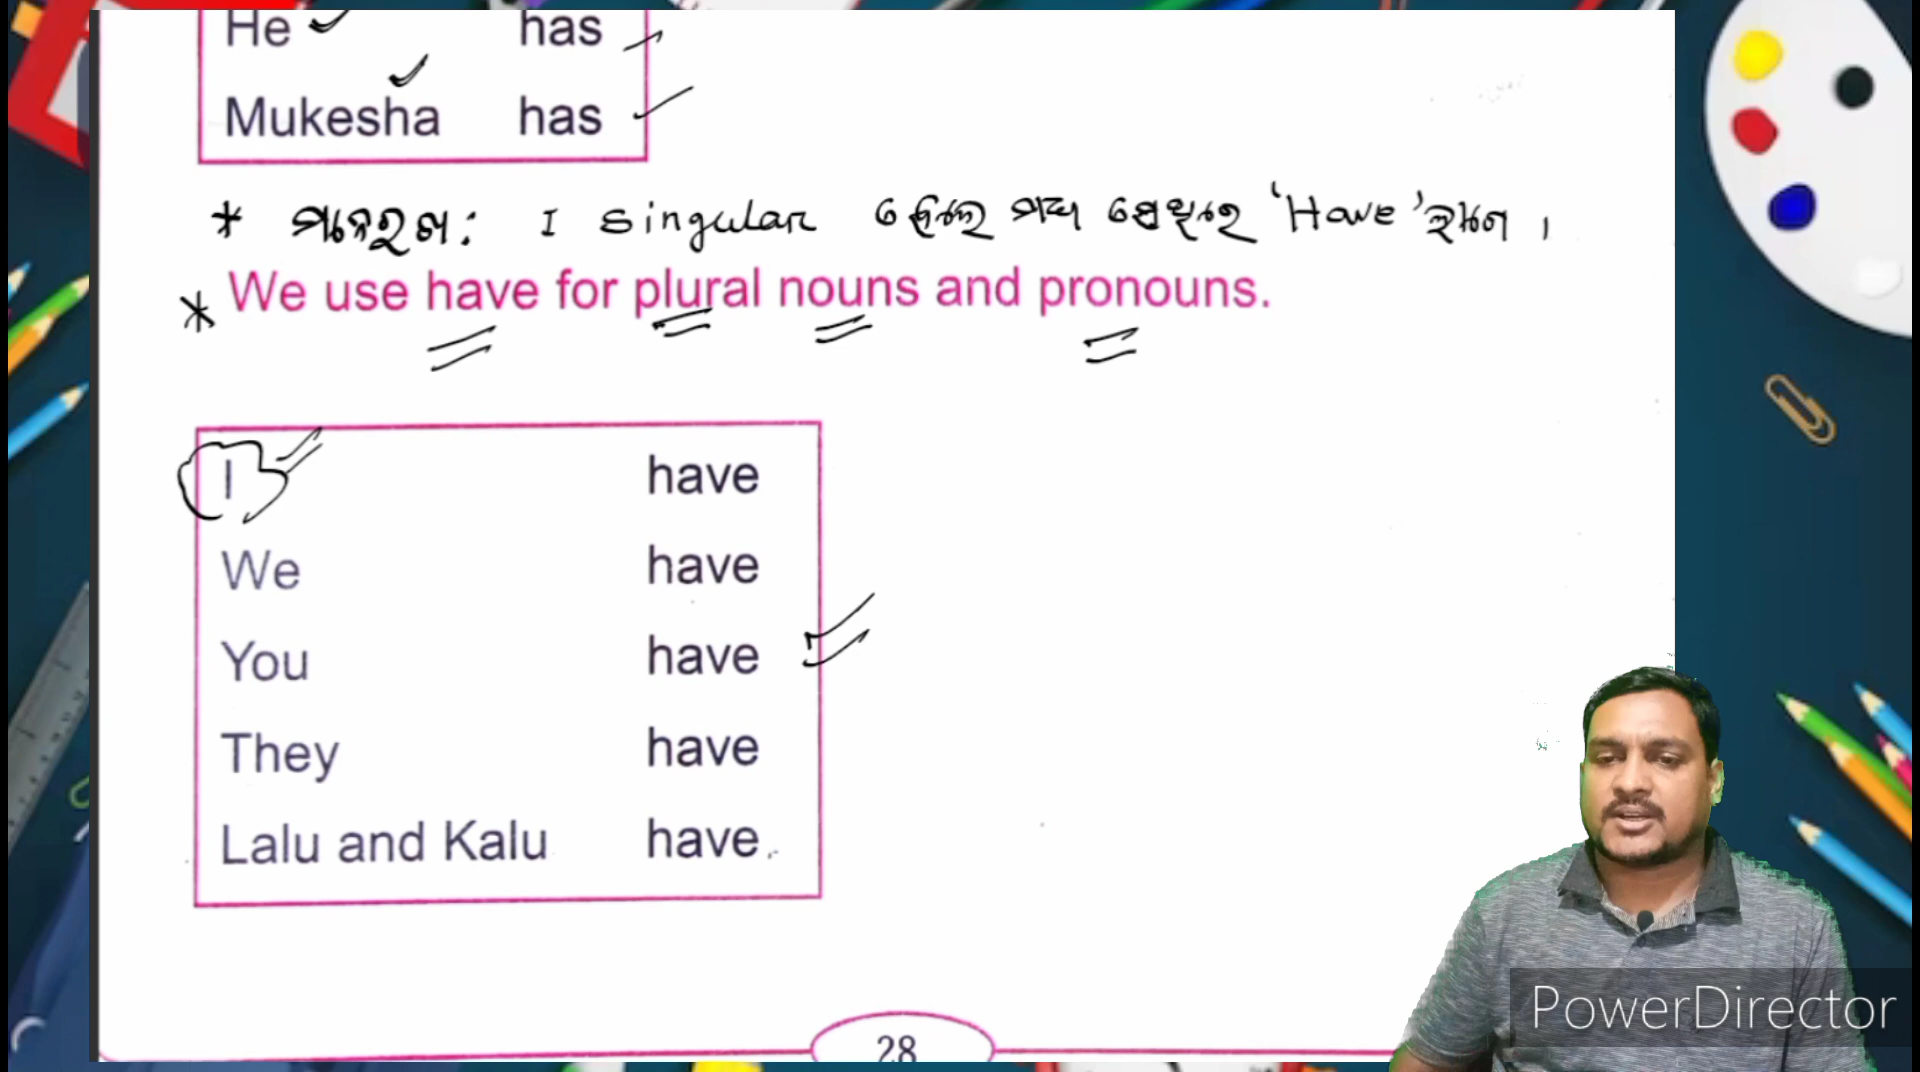 He has
Mukesha has
* ମନେରଖ: I singular ହେଲେ ମଧ୍ୟ 'Have'
* We use have for plural nouns and pronouns.
I have
We have
You have
They have
Lalu and Kalu have
28
PowerDirector